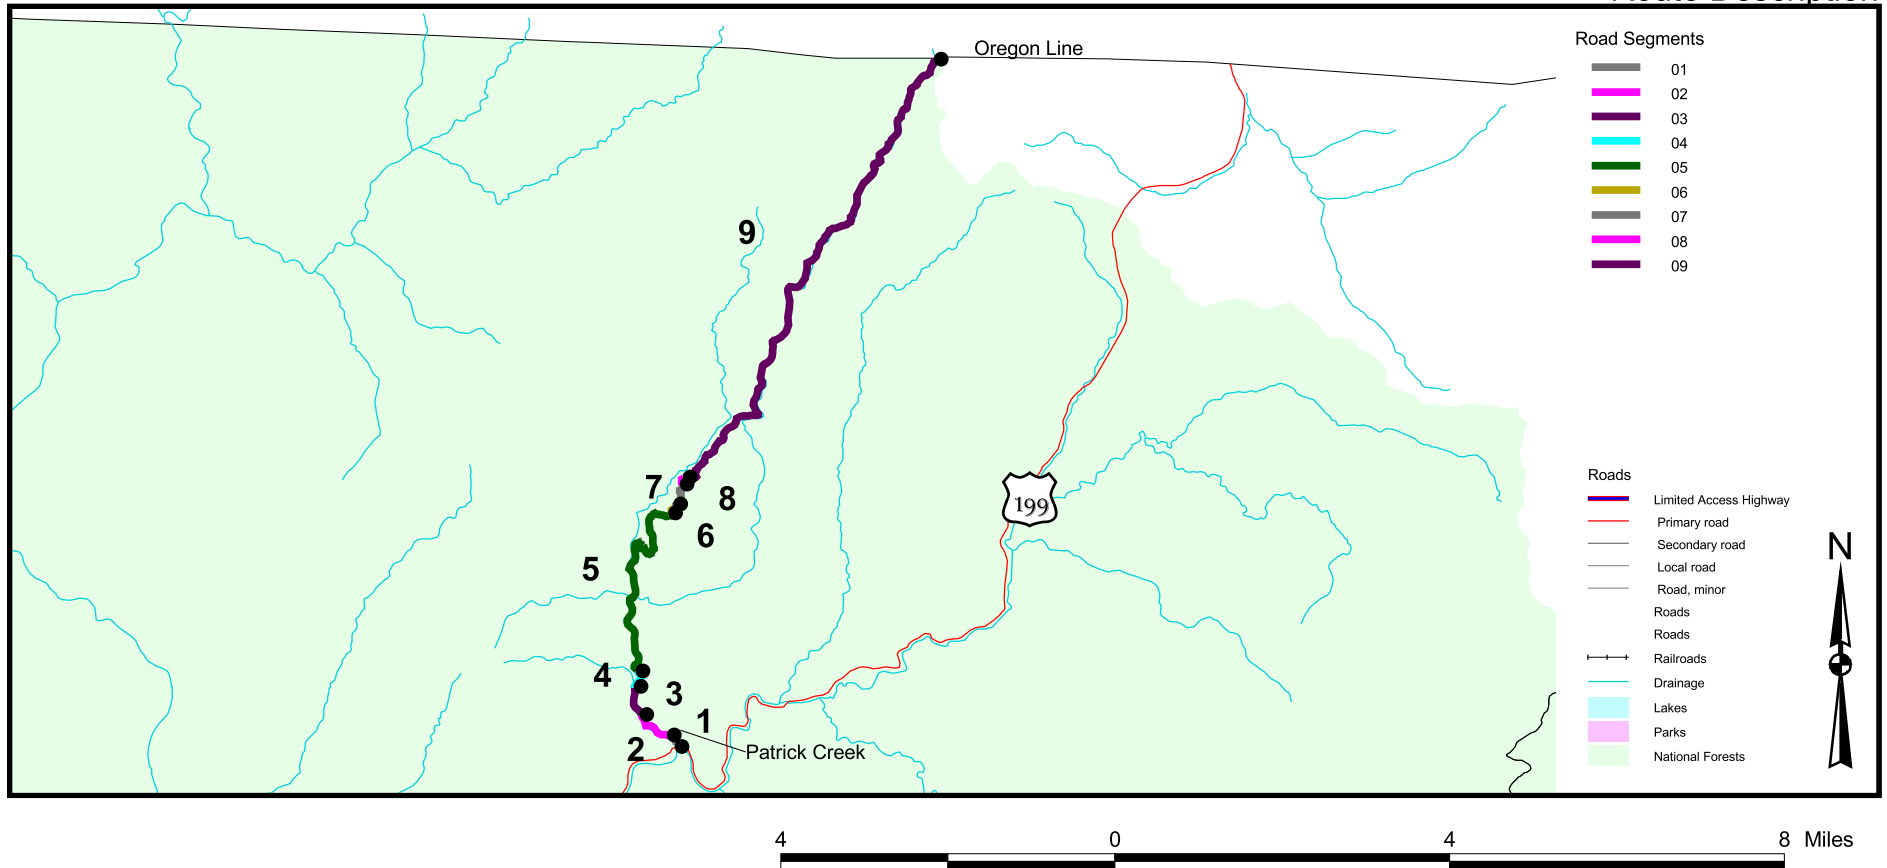 Oregon Line
Road Segments
01
02
03
04
05
06
07
08
09
9
7
8
6
5
4
3
1
2
Patrick Creek
199
Roads
Limited Access Highway
Primary road
Secondary road
Local road
Road, minor
Roads
Roads
Railroads
Drainage
Lakes
Parks
National Forests
N
4 0 4 8 Miles